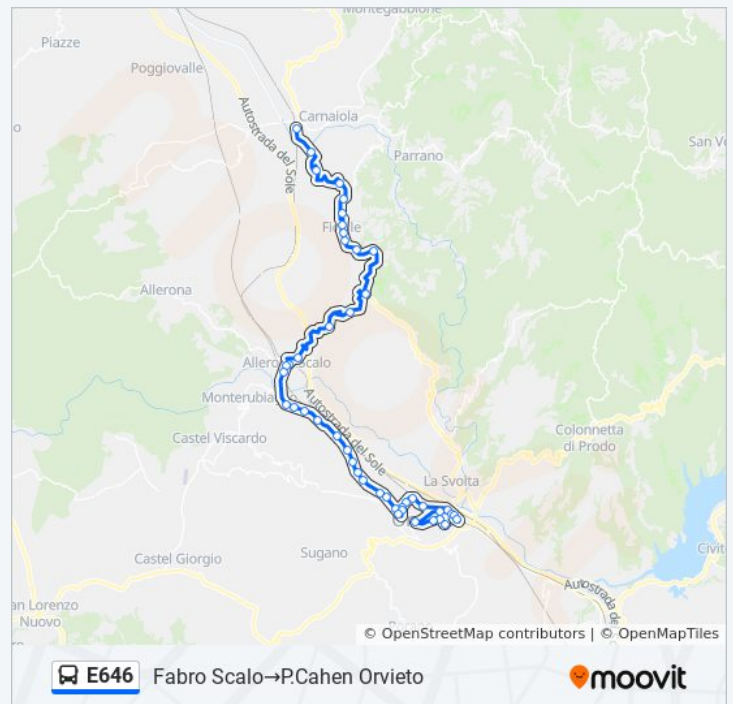 Montegabbione
Piazze
Poggiovalle
Carnaiola
Autostrada del Sole
Parrano
San Ve
Ficulle
Allerona
Allerona Scalo
Monterubiaglio
Autostrada del Sole
Castel Viscardo
Colonnetta
di Prodo
La Svolta
Sugano
Castel Giorgio
Civit
an Lorenzo
Nuovo
Autostrada de
© OpenStreetMap contributors | © OpenMapTiles
E646 Fabro Scalo→P.Cahen Orvieto
moovit